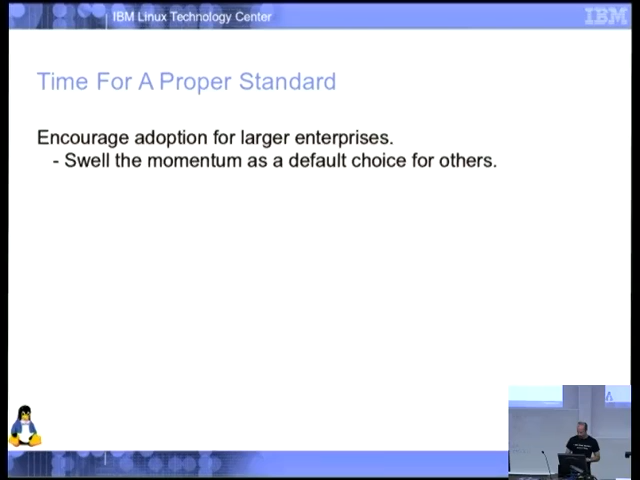 IBM Linux Technology Center
IBM
Time For A Proper Standard
Encourage adoption for larger enterprises.
- Swell the momentum as a default choice for others.